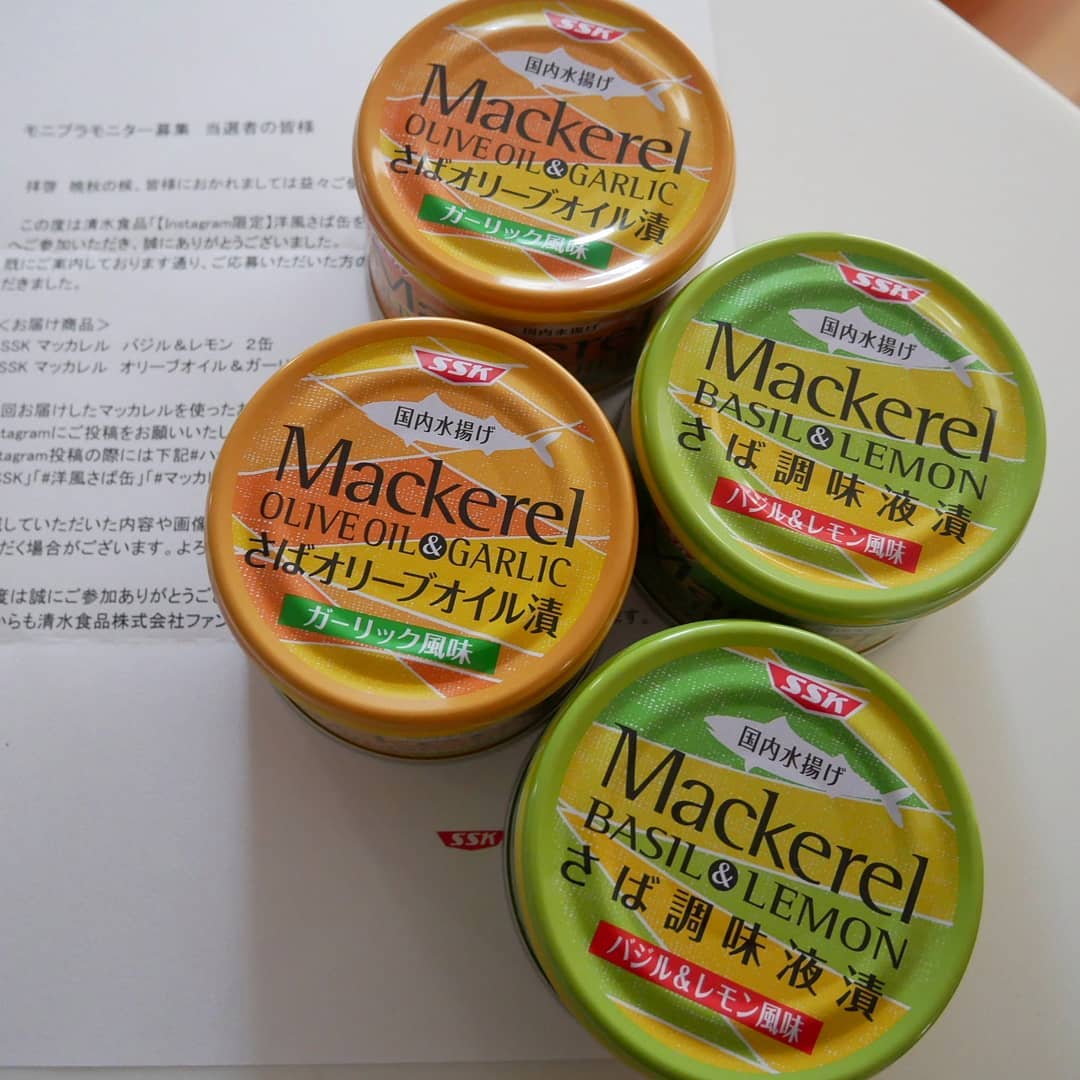 モニプラモニター募集 当選者の皆様
拝啓 晩秋の候、皆様におかれましては益々ご
この度は清水食品「【Instagram限定】洋風さば缶を
へご参加いただき、誠にありがとうございました。
既にご案内しております通り、ご応募いただいた方の
だきました。
＜お届け商品＞
SSK マッカレル バジル＆レモン 2缶
SSK マッカレル オリーブオイル＆ガー
回お届けしたマッカレルを使った
stagramにご投稿をお願いいたし
stagram投稿の際には下記#ハ
SSK」「#洋風さば缶」「#マッカ
していただいた内容や画像
だく場合がございます。よろ
度は誠にご参加ありがとうご
からも清水食品株式会社ファン
す。
SSK
SSK
国内水揚げ
Mackerel
OLIVE OIL & GARLIC
さばオリーブオイル漬
ガーリック風味
国内水揚げ
SSK
国内水揚げ
Mackerel
BASIL & LEMON
さば調味液漬
バジル&レモン風味
SSK
国内水揚げ
Mackerel
OLIVE OIL & GARLIC
さばオリーブオイル漬
ガーリック風味
SSK
国内水揚げ
Mackerel
BASIL & LEMON
さば調味液漬
バジル&レモン風味